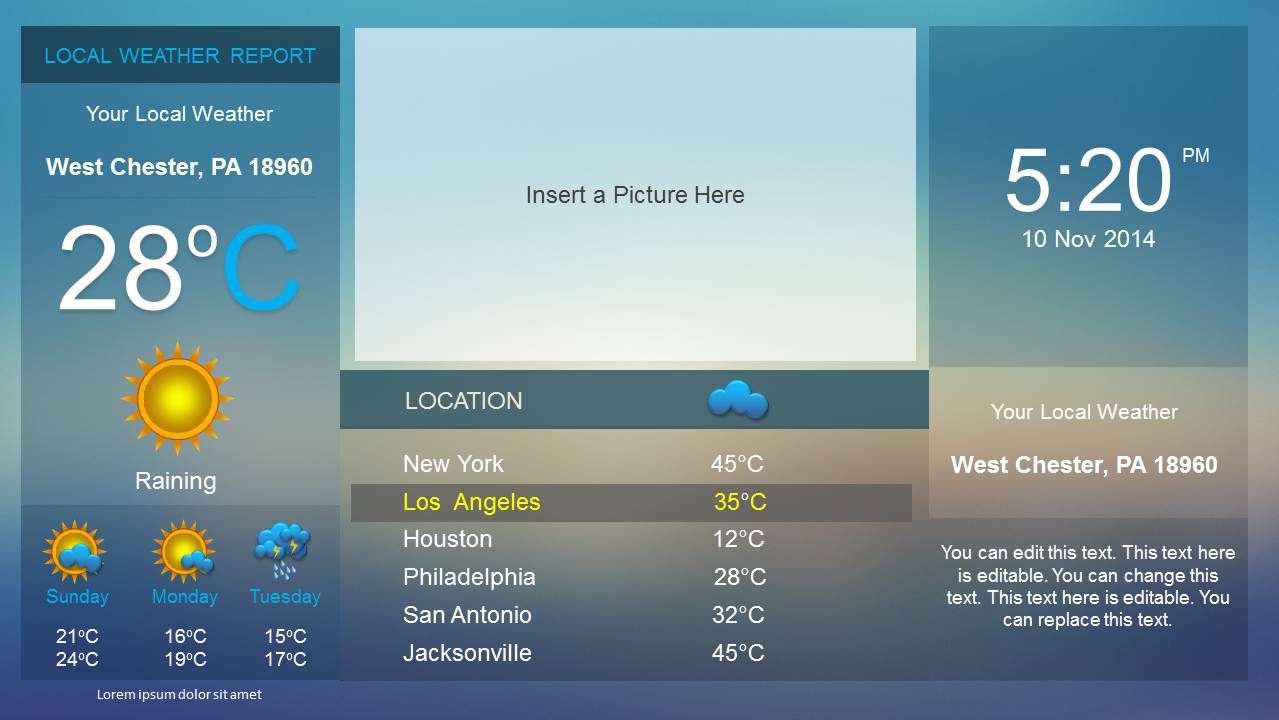 LOCAL WEATHER REPORT
Your Local Weather
West Chester, PA 18960
28°C
Raining
Sunday Monday Tuesday
21°C 16°C 15°C
24°C 19°C 17°C
Lorem ipsum dolor sit amet
Insert a Picture Here
LOCATION
New York 45°C
Los Angeles 35°C
Houston 12°C
Philadelphia 28°C
San Antonio 32°C
Jacksonville 45°C
5:20 PM
10 Nov 2014
Your Local Weather
West Chester, PA 18960
You can edit this text. This text here
is editable. You can change this
text. This text here is editable. You
can replace this text.